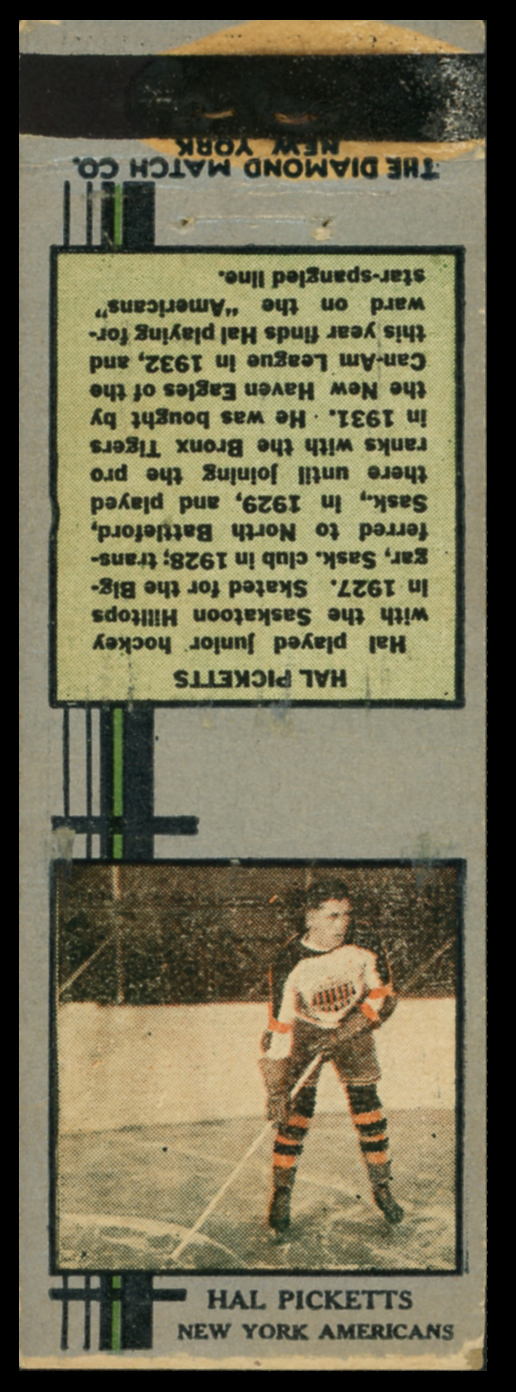 HAL PICKETTS
Hal played junior hockey
with the Saskatoon Hilltops
in 1927. Skated for the Big-
gar, Sask. club in 1928; trans-
ferred to North Battleford,
Sask., in 1929, and played
there until joining the pro
ranks with the Bronx Tigers
in 1931. He was bought by
the New Haven Eagles of the
Can-Am League in 1932, and
this year finds Hal playing for-
ward on the "Americans"
star-spangled line.
THE DIAMOND MATCH CO.
NEW YORK
HAL PICKETTS
NEW YORK AMERICANS